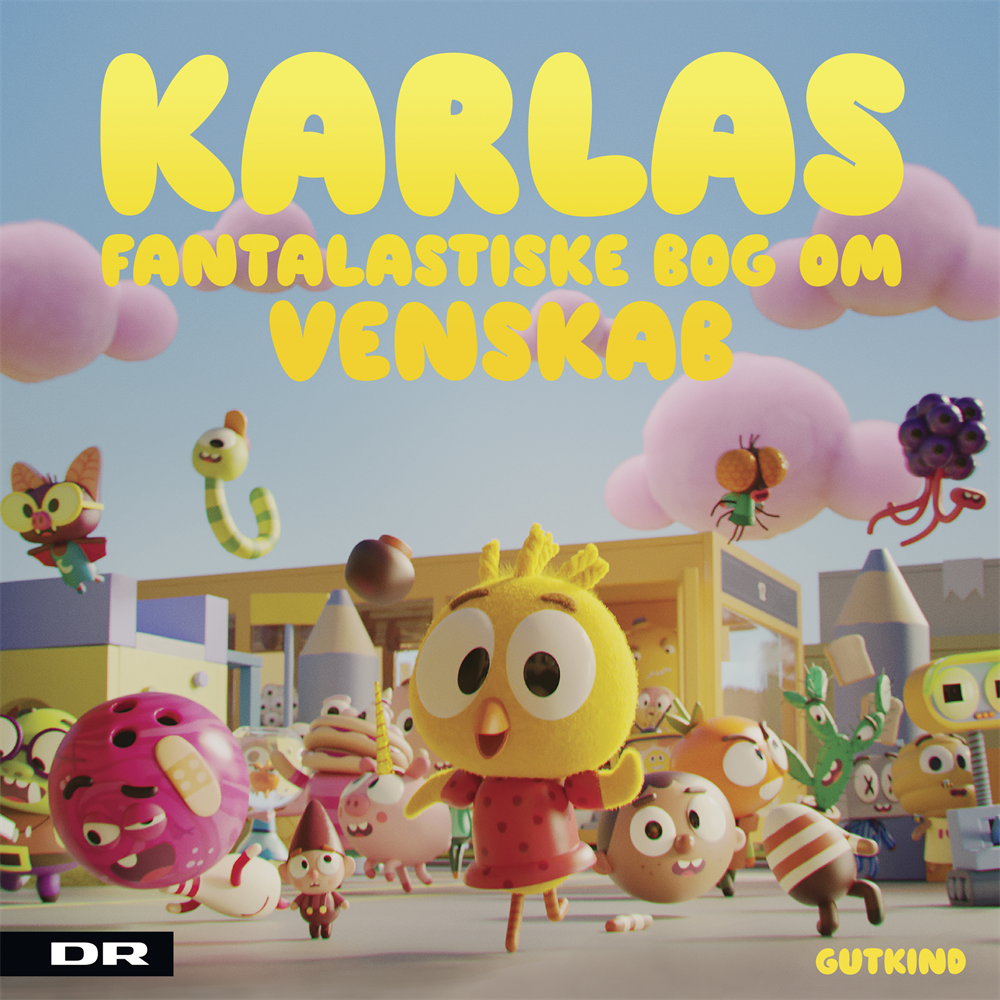 KARLAS
FANTALASTISKE BOG OM
VENSKAB
DR
GUTKIND